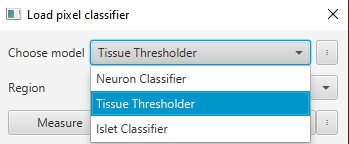 Load pixel classifier
Choose model Tissue Thresholder
Neuron Classifier
Region
Tissue Thresholder
Measure
Islet Classifier